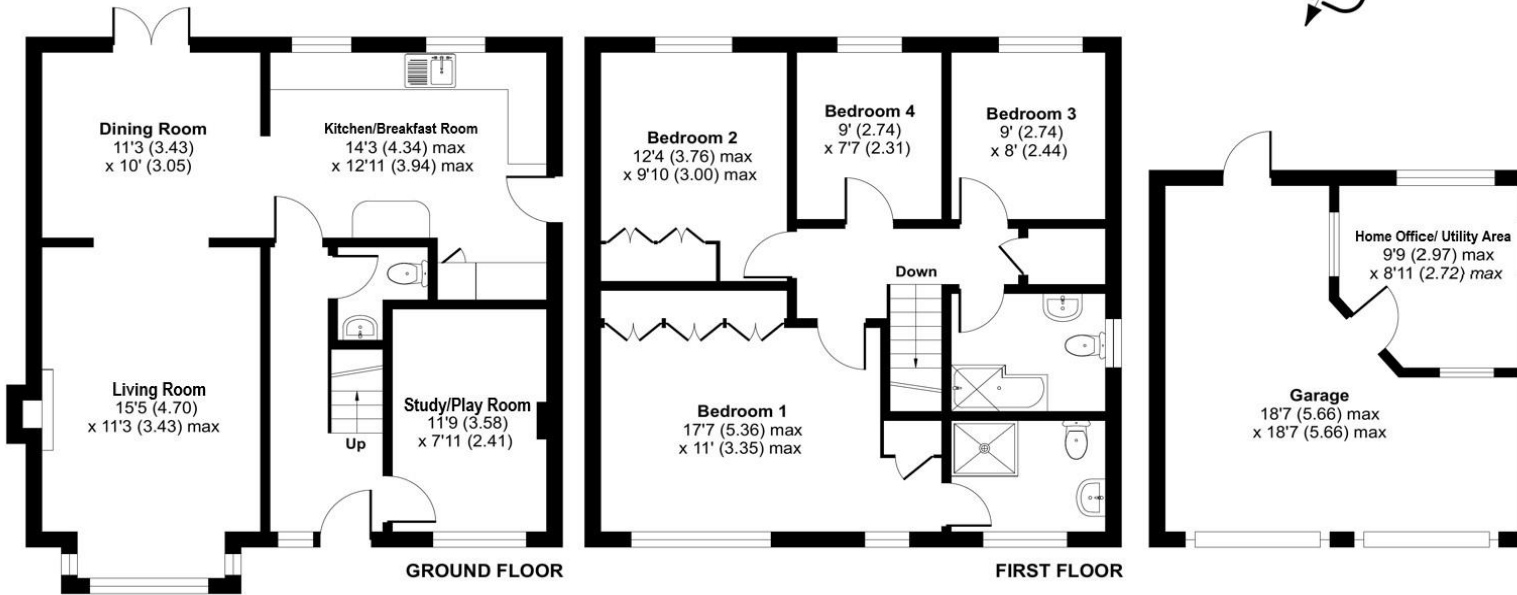 Dining Room
11'3 (3.43)
x 10' (3.05)
Kitchen/Breakfast Room
14'3 (4.34) max
x 12'11 (3.94) max
Living Room
15'5 (4.70)
x 11'3 (3.43) max
Up
Study/Play Room
11'9 (3.58)
x 7'11 (2.41)
GROUND FLOOR
Bedroom 2
12'4 (3.76) max
x 9'10 (3.00) max
Bedroom 4
9' (2.74)
x 7'7 (2.31)
Bedroom 3
9' (2.74)
x 8' (2.44)
Down
Bedroom 1
17'7 (5.36) max
x 11' (3.35) max
FIRST FLOOR
Home Office/ Utility Area
9'9 (2.97) max
x 8'11 (2.72) max
Garage
18'7 (5.66) max
x 18'7 (5.66) max